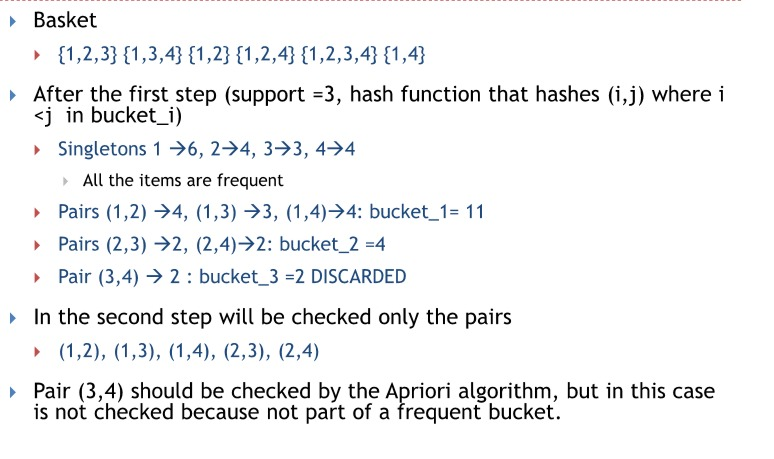 Basket
{1,2,3} {1,3,4} {1,2} {1,2,4} {1,2,3,4} {1,4}
After the first step (support =3, hash function that hashes (i,j) where i
<j in bucket_i)
Singletons 1 →6, 2→4, 3→3, 4→4
All the items are frequent
Pairs (1,2) →4, (1,3) →3, (1,4)→4: bucket_1= 11
Pairs (2,3) →2, (2,4)→2: bucket_2 =4
Pair (3,4) → 2 : bucket_3 =2 DISCARDED
In the second step will be checked only the pairs
(1,2), (1,3), (1,4), (2,3), (2,4)
Pair (3,4) should be checked by the Apriori algorithm, but in this case
is not checked because not part of a frequent bucket.